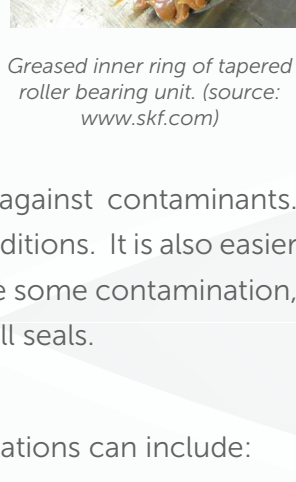 Greased inner ring of tapered
roller bearing unit. (source:
www.skf.com)
against contaminants.
ditions. It is also easier
e some contamination,
ll seals.
ations can include: